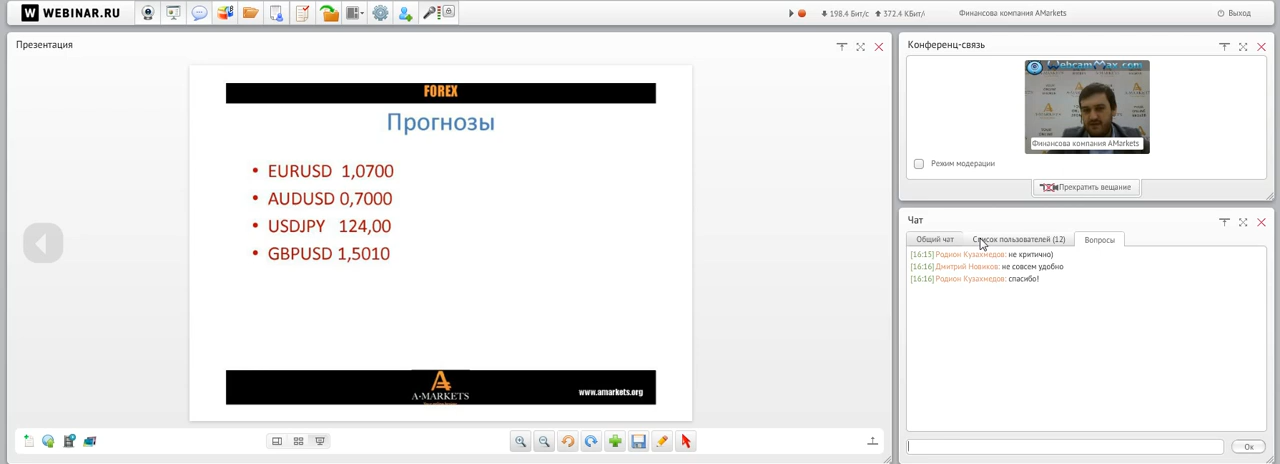 WEBINAR.RU
198.4 Бит/с 372.4 КБит/с
Финансова компания AMarkets
Выход
Презентация
FOREX
Прогнозы
• EURUSD 1,0700
• AUDUSD 0,7000
• USDJPY 124,00
• GBPUSD 1,5010
A-MARKETS
www.amarkets.org
Конференц-связь
WebcamMax.com
Финансова компания AMarkets
Режим модерации
Прекратить вещание
Чат
Общий чат
Список пользователей (12)
Вопросы
[16:15] Родион Кузахмедов: не критично)
[16:16] Дмитрий Новиков: не совсем удобно
[16:16] Родион Кузахмедов: спасибо!
Ок